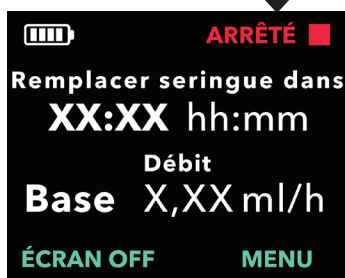 ARRÊTÉ
Remplacer seringue dans
XX:XX hh:mm
Débit
Base X,XX ml/h
ÉCRAN OFF MENU